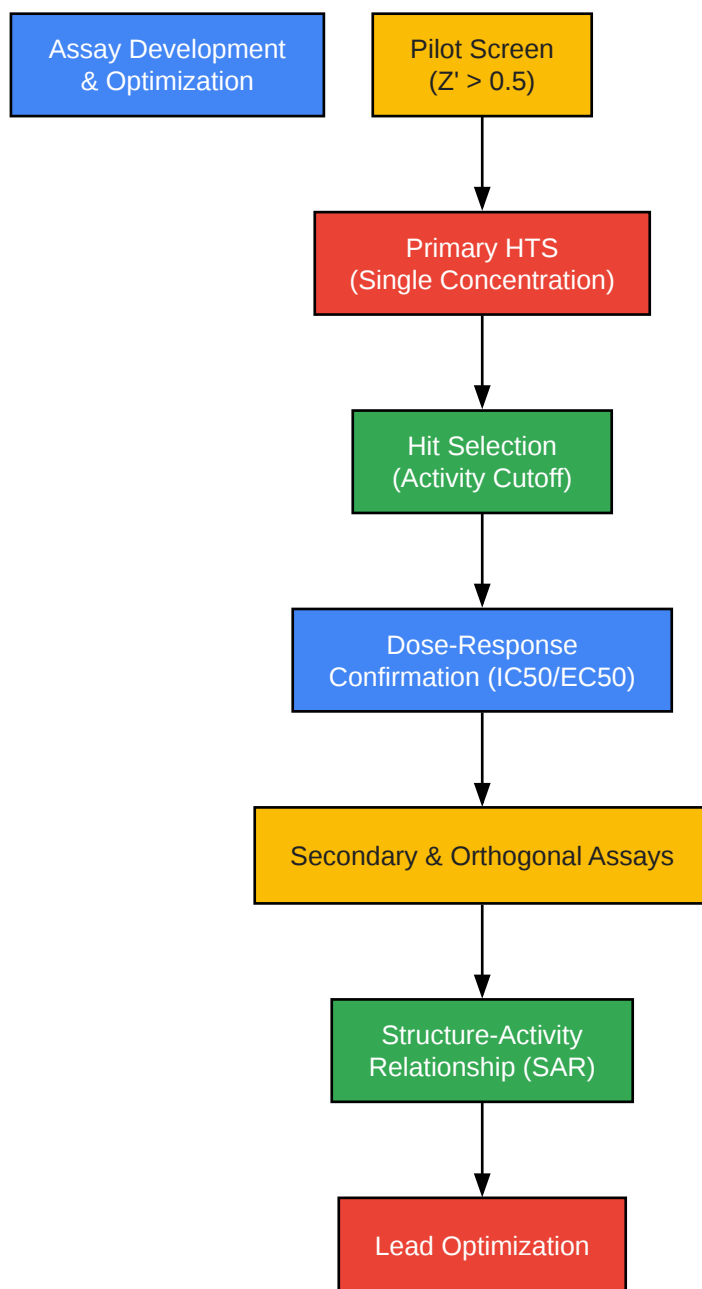 Assay Development
& Optimization
Pilot Screen
(Z' > 0.5)
Primary HTS
(Single Concentration)
Hit Selection
(Activity Cutoff)
Dose-Response
Confirmation (IC50/EC50)
Secondary & Orthogonal Assays
Structure-Activity
Relationship (SAR)
Lead Optimization